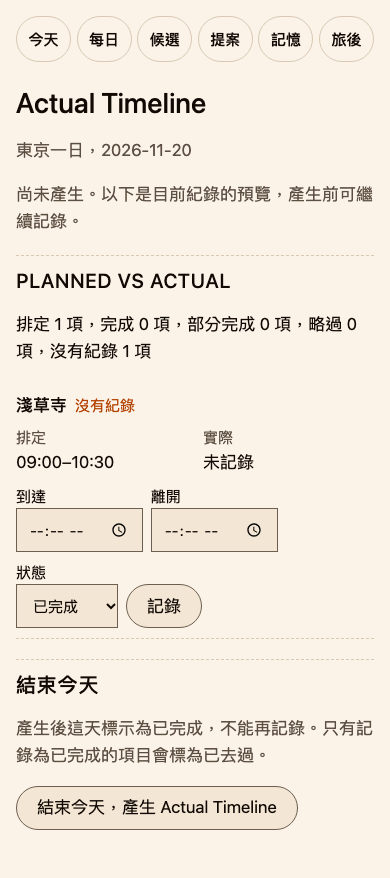 今天 每日 候選 提案 記憶 旅後
Actual Timeline
東京一日，2026-11-20
尚未產生。以下是目前紀錄的預覽，產生前可繼
續記錄。
PLANNED VS ACTUAL
排定 1 項，完成 0 項，部分完成 0 項，略過 0
項，沒有紀錄 1 項
淺草寺 沒有紀錄
排定 實際
09:00–10:30 未記錄
到達 離開
--:-- -- --:-- --
狀態
已完成 記錄
結束今天
產生後這天標示為已完成，不能再記錄。只有記
錄為已完成的項目會標為已去過。
結束今天，產生 Actual Timeline